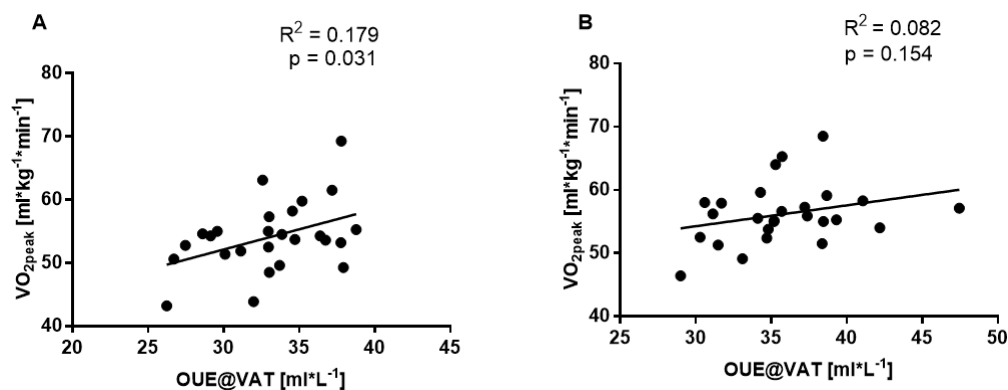 A
R² = 0.179
p = 0.031
80
70
60
50
40
VO₂peak [ml*kg⁻¹*min⁻¹]
20 25 30 35 40 45
OUE@VAT [ml*L⁻¹]
B
R² = 0.082
p = 0.154
80
70
60
50
40
VO₂peak [ml*kg⁻¹*min⁻¹]
25 30 35 40 45 50
OUE@VAT [ml*L⁻¹]